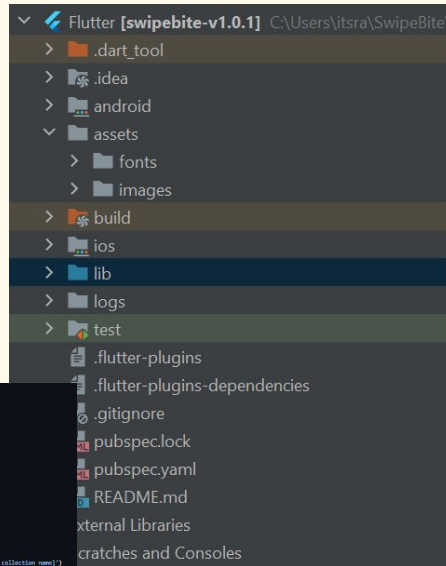 Flutter [swipebite-v1.0.1] C:\Users\itsra\SwipeBite\
.dart_tool
.idea
android
assets
fonts
images
build
ios
lib
logs
test
.flutter-plugins
.flutter-plugins-dependencies
.gitignore
pubspec.lock
pubspec.yaml
README.md
xternal Libraries
cratches and Consoles
collection name]')